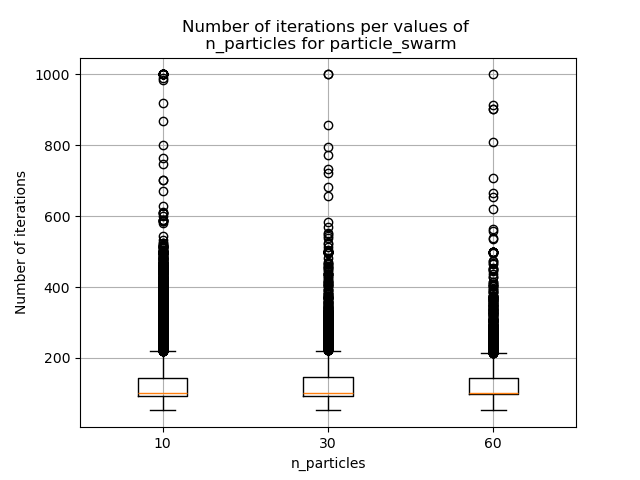 Number of iterations per values of
n_particles for particle_swarm
1000
800
600
400
200
Number of iterations
10 30 60
n_particles